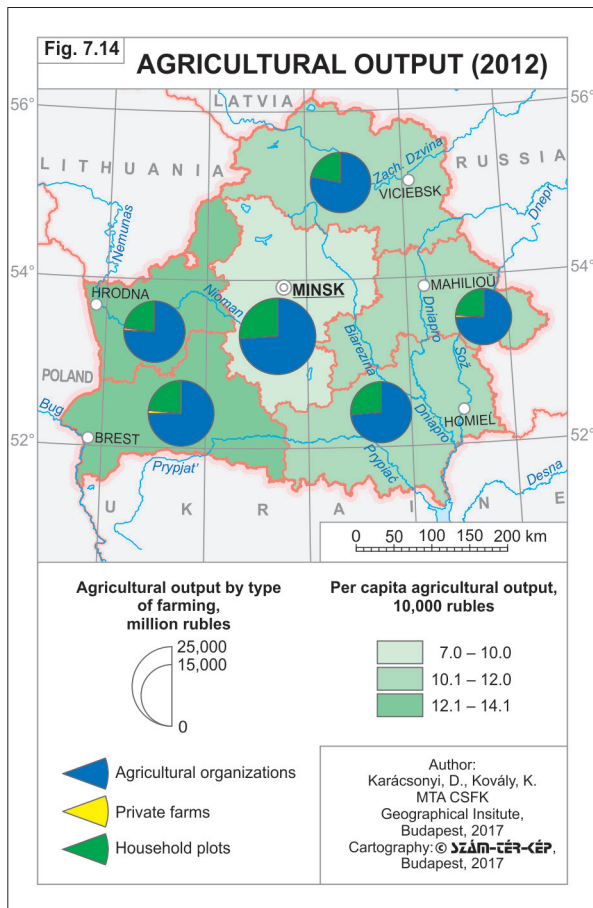 Fig. 7.14
AGRICULTURAL OUTPUT (2012)
56°
56°
LATVIA
LITHUANIA
RUSSIA
Zach. Dzvina
VICIEBSK
Dnepr
Nemunas
54°
54°
HRODNA
Nioman
MINSK
MAHILIOŬ
Dniapro
Biarezina
Sož
POLAND
Bug
BREST
HOMIEL
Dniapro
52°
52°
Prypjat'
Prypiać
Desna
UKRAINE
0 50 100 150 200 km
Agricultural output by type
of farming,
million rubles
25,000
15,000
0
Per capita agricultural output,
10,000 rubles
7.0 – 10.0
10.1 – 12.0
12.1 – 14.1
Agricultural organizations
Private farms
Household plots
Author:
Karácsonyi, D., Kovály, K.
MTA CSFK
Geographical Insitute,
Budapest, 2017
Cartography: © SZÁM-TÉR-KÉP,
Budapest, 2017